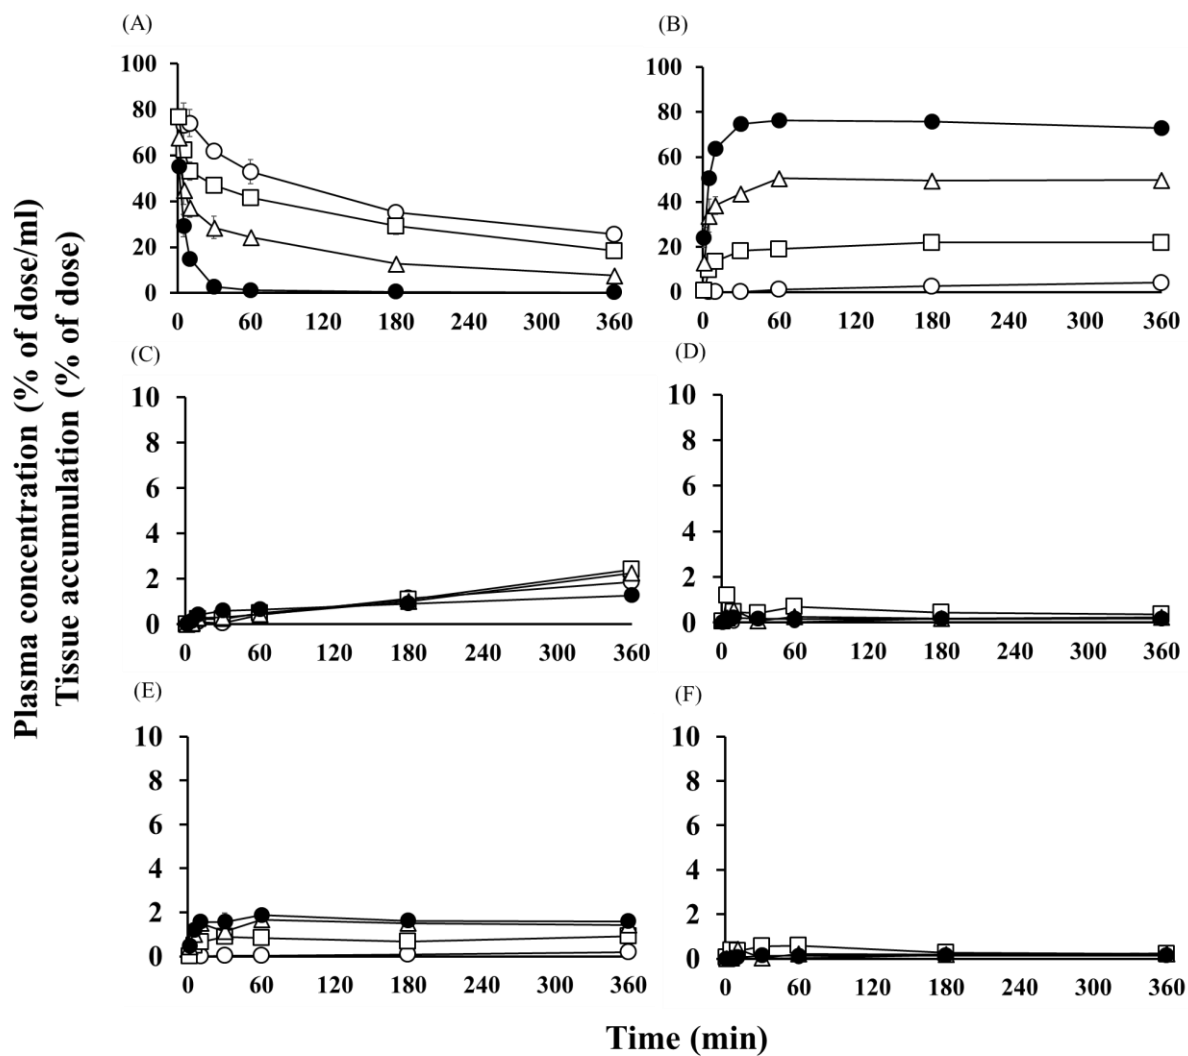 Plasma concentration (% of dose/ml)
Tissue accumulation (% of dose)
(A)
100
80
60
40
20
0
0 60 120 180 240 300 360
(B)
100
80
60
40
20
0
0 60 120 180 240 300 360
(C)
10
8
6
4
2
0
0 60 120 180 240 300 360
(D)
10
8
6
4
2
0
0 60 120 180 240 300 360
(E)
10
8
6
4
2
0
0 60 120 180 240 300 360
(F)
10
8
6
4
2
0
0 60 120 180 240 300 360
Time (min)